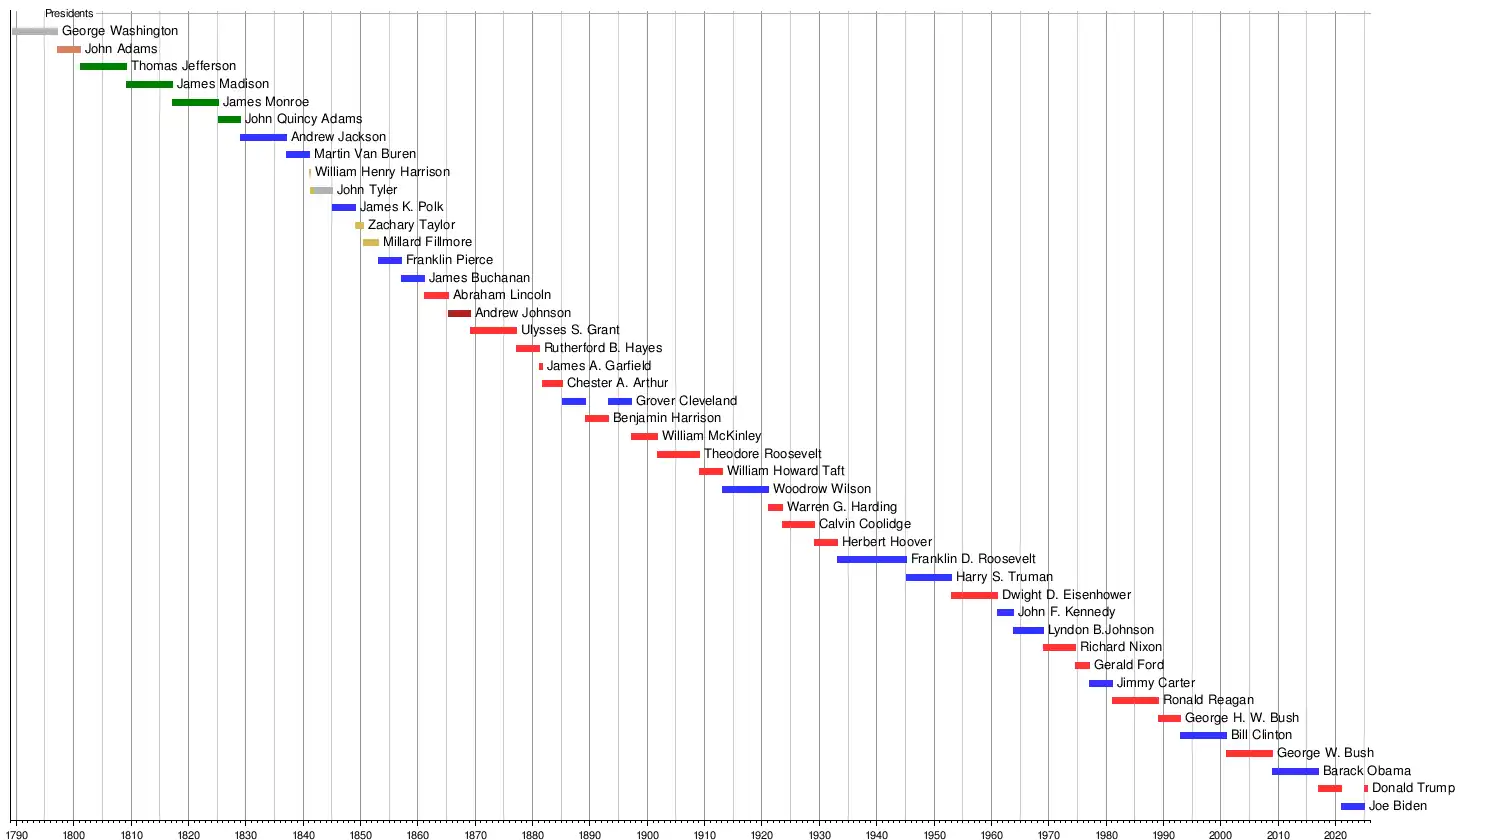 Presidents
George Washington
John Adams
Thomas Jefferson
James Madison
James Monroe
John Quincy Adams
Andrew Jackson
Martin Van Buren
William Henry Harrison
John Tyler
James K. Polk
Zachary Taylor
Millard Fillmore
Franklin Pierce
James Buchanan
Abraham Lincoln
Andrew Johnson
Ulysses S. Grant
Rutherford B. Hayes
James A. Garfield
Chester A. Arthur
Grover Cleveland
Benjamin Harrison
William McKinley
Theodore Roosevelt
William Howard Taft
Woodrow Wilson
Warren G. Harding
Calvin Coolidge
Herbert Hoover
Franklin D. Roosevelt
Harry S. Truman
Dwight D. Eisenhower
John F. Kennedy
Lyndon B.Johnson
Richard Nixon
Gerald Ford
Jimmy Carter
Ronald Reagan
George H. W. Bush
Bill Clinton
George W. Bush
Barack Obama
Donald Trump
Joe Biden
1790 1800 1810 1820 1830 1840 1850 1860 1870 1880 1890 1900 1910 1920 1930 1940 1950 1960 1970 1980 1990 2000 2010 2020